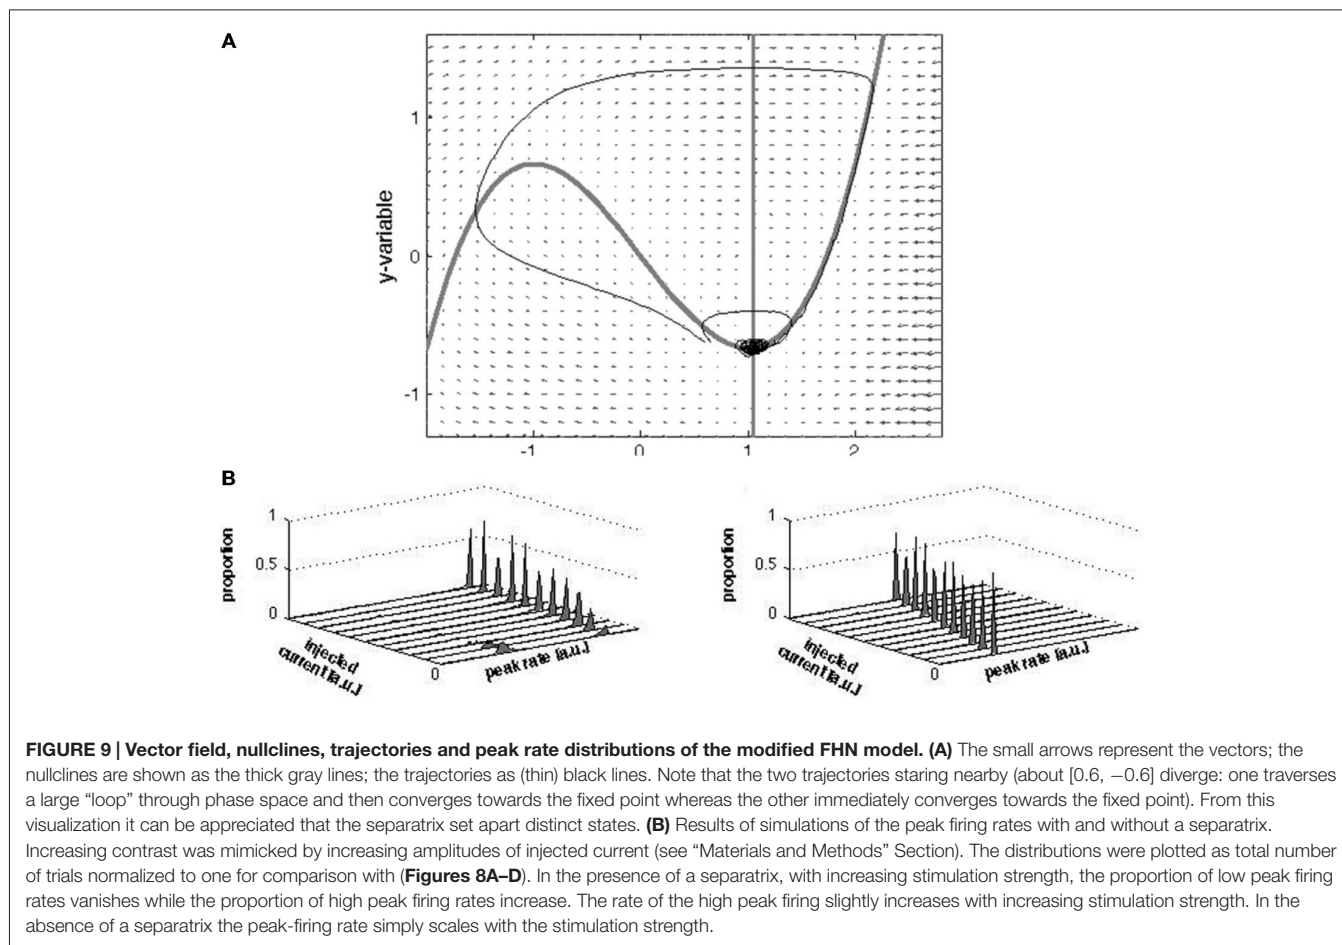 A
1
y-variable
0
-1
-1
0
1
2
B
1
0.5
0
proportion
injected
current [a.u.]
0
peak rate [a.u.]
1
0.5
0
proportion
injected
current [a.u.]
0
peak rate [a.u.]
FIGURE 9 | Vector field, nullclines, trajectories and peak rate distributions of the modified FHN model. (A) The small arrows represent the vectors; the
nullclines are shown as the thick gray lines; the trajectories as (thin) black lines. Note that the two trajectories staring nearby (about [0.6, −0.6] diverge: one traverses
a large “loop” through phase space and then converges towards the fixed point whereas the other immediately converges towards the fixed point). From this
visualization it can be appreciated that the separatrix set apart distinct states. (B) Results of simulations of the peak firing rates with and without a separatrix.
Increasing contrast was mimicked by increasing amplitudes of injected current (see “Materials and Methods” Section). The distributions were plotted as total number
of trials normalized to one for comparison with (Figures 8A–D). In the presence of a separatrix, with increasing stimulation strength, the proportion of low peak firing
rates vanishes while the proportion of high peak firing rates increase. The rate of the high peak firing slightly increases with increasing stimulation strength. In the
absence of a separatrix the peak-firing rate simply scales with the stimulation strength.